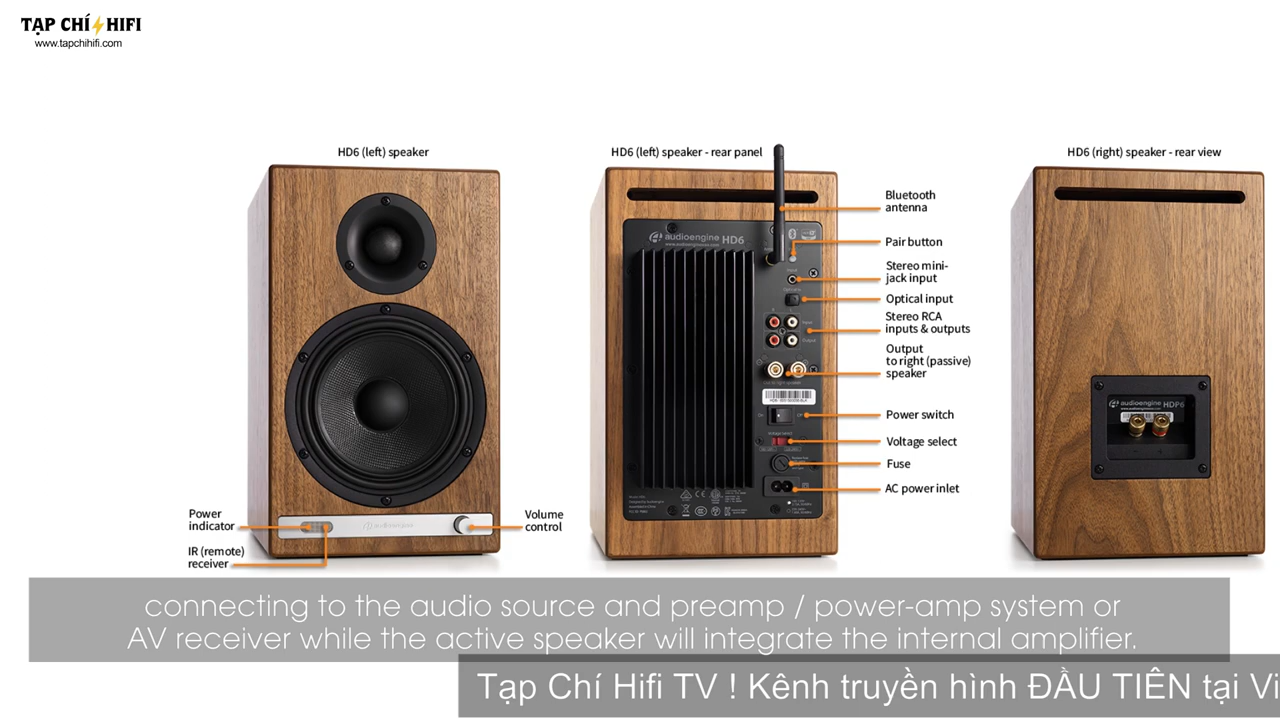 TẠP CHÍ HIFI
www.tapchihifi.com
HD6 (left) speaker
HD6 (left) speaker - rear panel
HD6 (right) speaker - rear view
Bluetooth
antenna
Pair button
Stereo mini-
jack input
Optical input
Stereo RCA
inputs & outputs
Output
to right (passive)
speaker
Power switch
Voltage select
Fuse
AC power inlet
audioengine HD6
audioengine HDP6
Power
indicator
IR (remote)
receiver
audioengine
Volume
control
connecting to the audio source and preamp / power-amp system or
AV receiver while the active speaker will integrate the internal amplifier.
Tạp Chí Hifi TV ! Kênh truyền hình ĐẦU TIÊN tại Vi